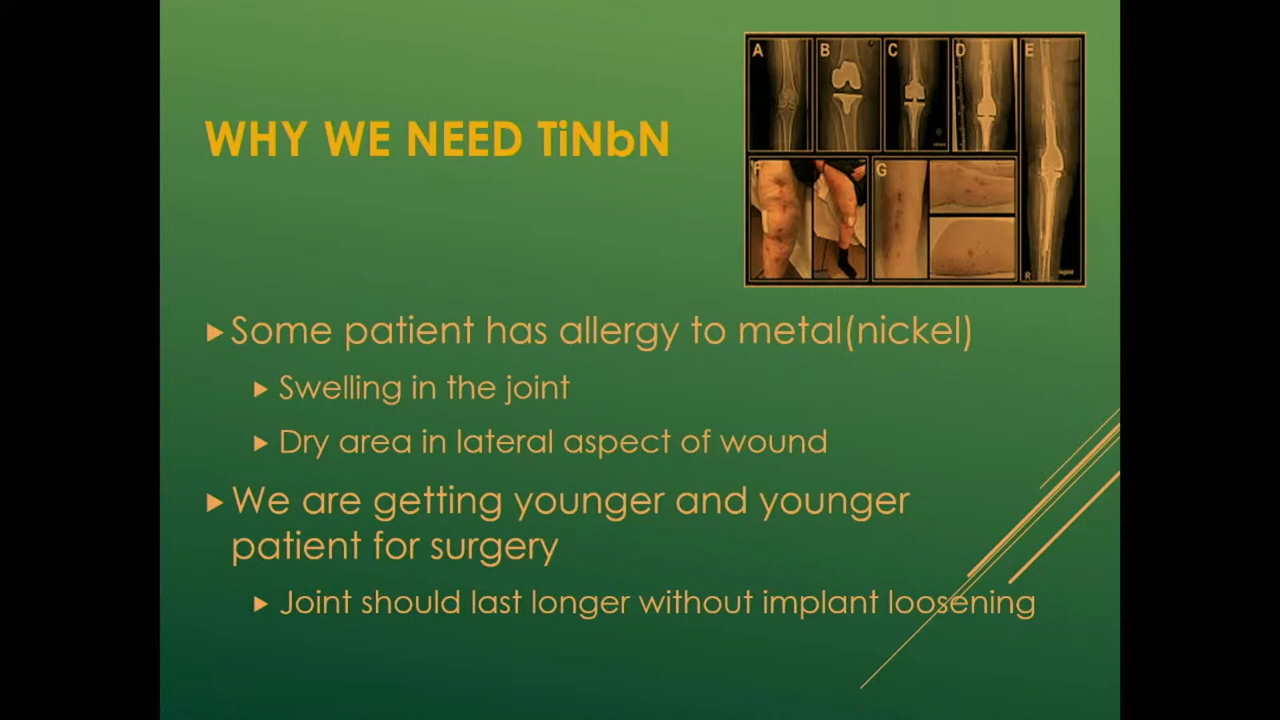 WHY WE NEED TiNbN
A
B
C
D
E
F
G
R
▶ Some patient has allergy to metal(nickel)
▶ Swelling in the joint
▶ Dry area in lateral aspect of wound
▶ We are getting younger and younger
patient for surgery
▶ Joint should last longer without implant loosening